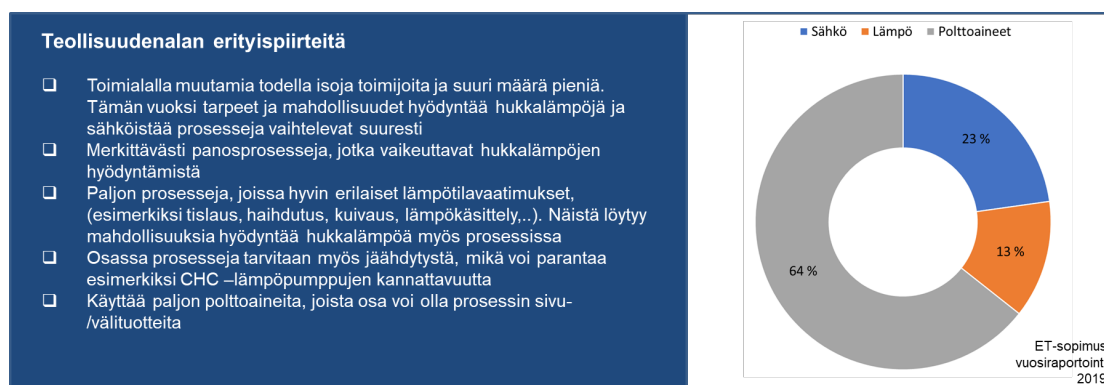 Teollisuudenalan erityispiirteitä
Toimialalla muutamia todella isoja toimijoita ja suuri määrä pieniä.
Tämän vuoksi tarpeet ja mahdollisuudet hyödyntää hukkalämpöjä ja
sähköistää prosesseja vaihtelevat suuresti
Merkittävästi panosprosesseja, jotka vaikeuttavat hukkalämpöjen
hyödyntämistä
Paljon prosesseja, joissa hyvin erilaiset lämpötilavaatimukset,
(esimerkiksi tislaus, haihdutus, kuivaus, lämpökäsittely,..). Näistä löytyy
mahdollisuuksia hyödyntää hukkalämpöä myös prosessissa
Osassa prosesseja tarvitaan myös jäähdytystä, mikä voi parantaa
esimerkiksi CHC –lämpöpumppujen kannattavuutta
Käyttää paljon polttoaineita, joista osa voi olla prosessin sivu-
/välituotteita
Sähkö Lämpö Polttoaineet
23 %
13 %
64 %
ET-sopimus
vuosiraportoint
2019